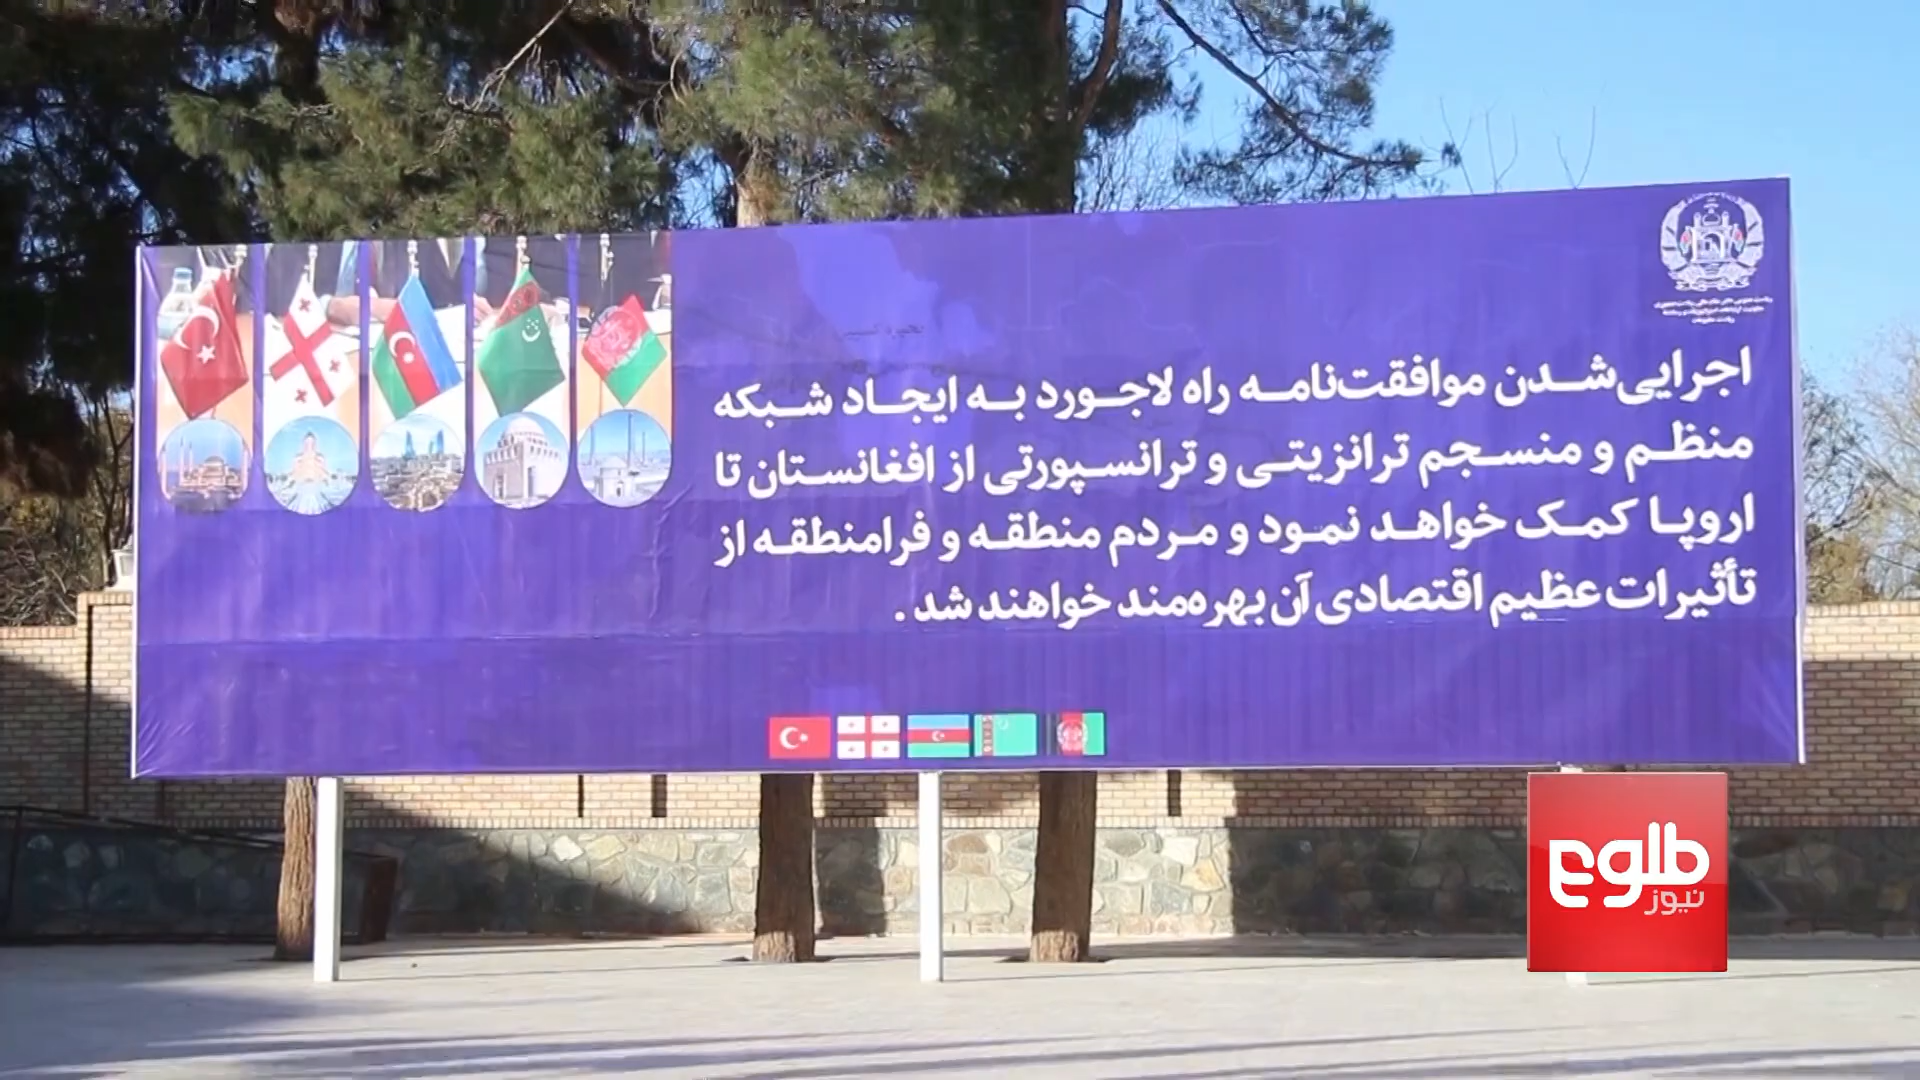 اجرایی‌شدن موافقت‌نامه راه لاجورد به ایجاد شبکه
منظم و منسجم ترانزیتی و ترانسپورتی از افغانستان تا
اروپا کمک خواهد نمود و مردم منطقه و فرامنطقه از
تأثیرات عظیم اقتصادی آن بهره‌مند خواهند شد .
طلوع
نیوز